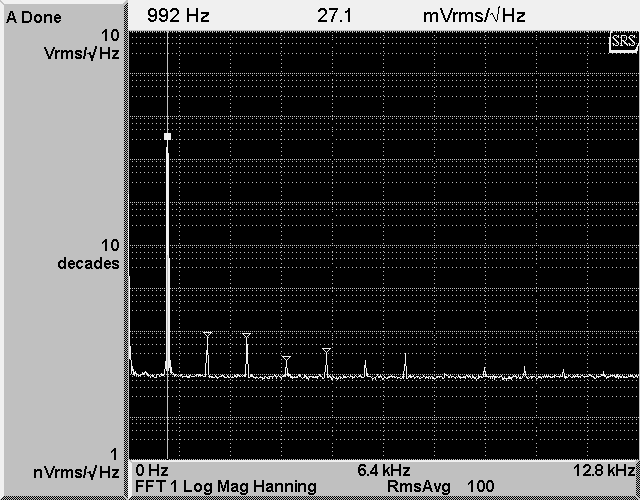 A Done 992 Hz 27.1 mVrms/√Hz
10
Vrms/√Hz
SRS
10
decades
1
nVrms/√Hz
0 Hz 6.4 kHz 12.8 kHz
FFT 1 Log Mag Hanning RmsAvg 100